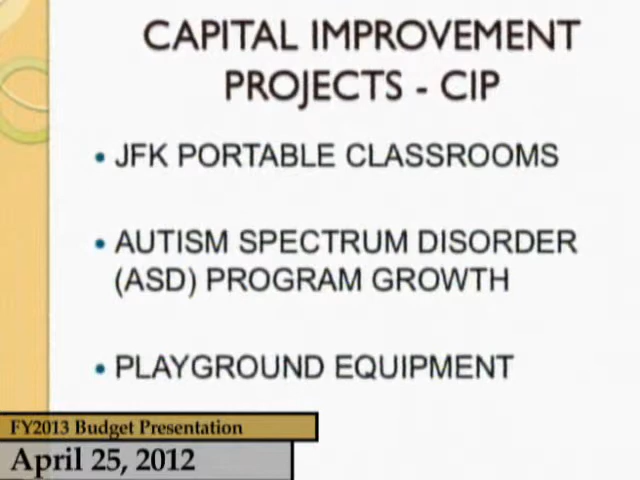 CAPITAL IMPROVEMENT
PROJECTS - CIP
• JFK PORTABLE CLASSROOMS
• AUTISM SPECTRUM DISORDER
(ASD) PROGRAM GROWTH
• PLAYGROUND EQUIPMENT
FY2013 Budget Presentation
April 25, 2012